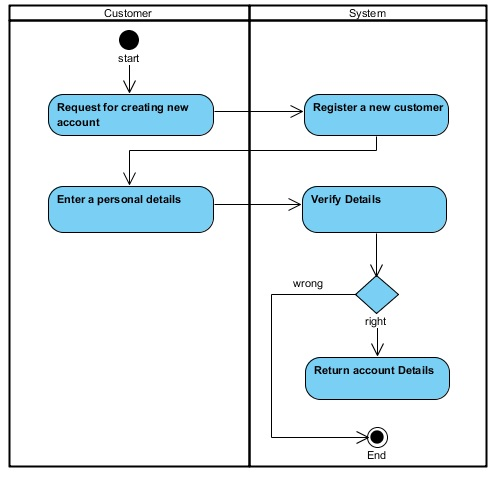 Customer
System
start
Request for creating new
account
Register a new customer
Enter a personal details
Verify Details
wrong
right
Return account Details
End